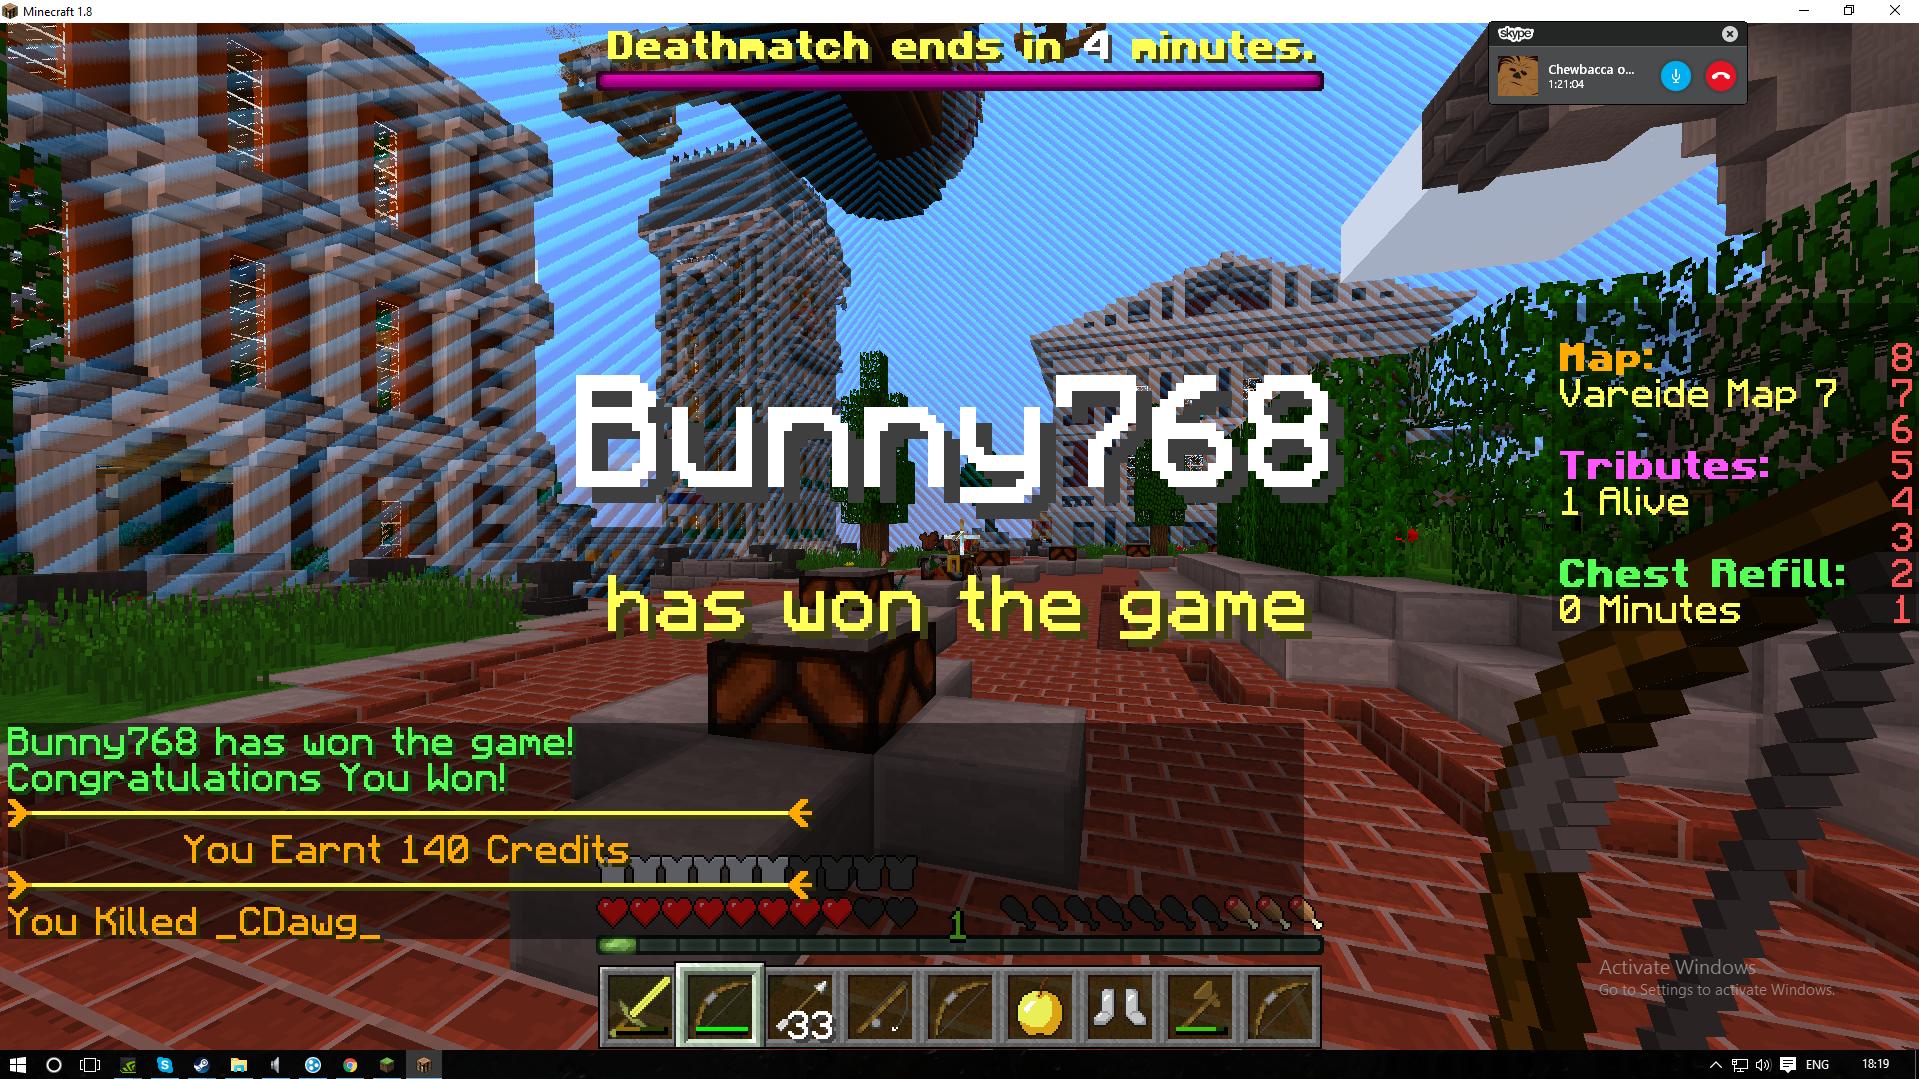 Minecraft 1.8
Deathmatch ends in 4 minutes.
skype
Chewbacca o...
1:21:04
Bunny768
has won the game
Map: 8
Vareide Map 7 7
6
Tributes: 5
1 Alive 4
3
Chest Refill: 2
0 Minutes 1
Bunny768 has won the game!
Congratulations You Won!
You Earnt 140 Credits
You Killed _CDawg_
1
33
Activate Windows
Go to Settings to activate Windows.
ENG
18:19